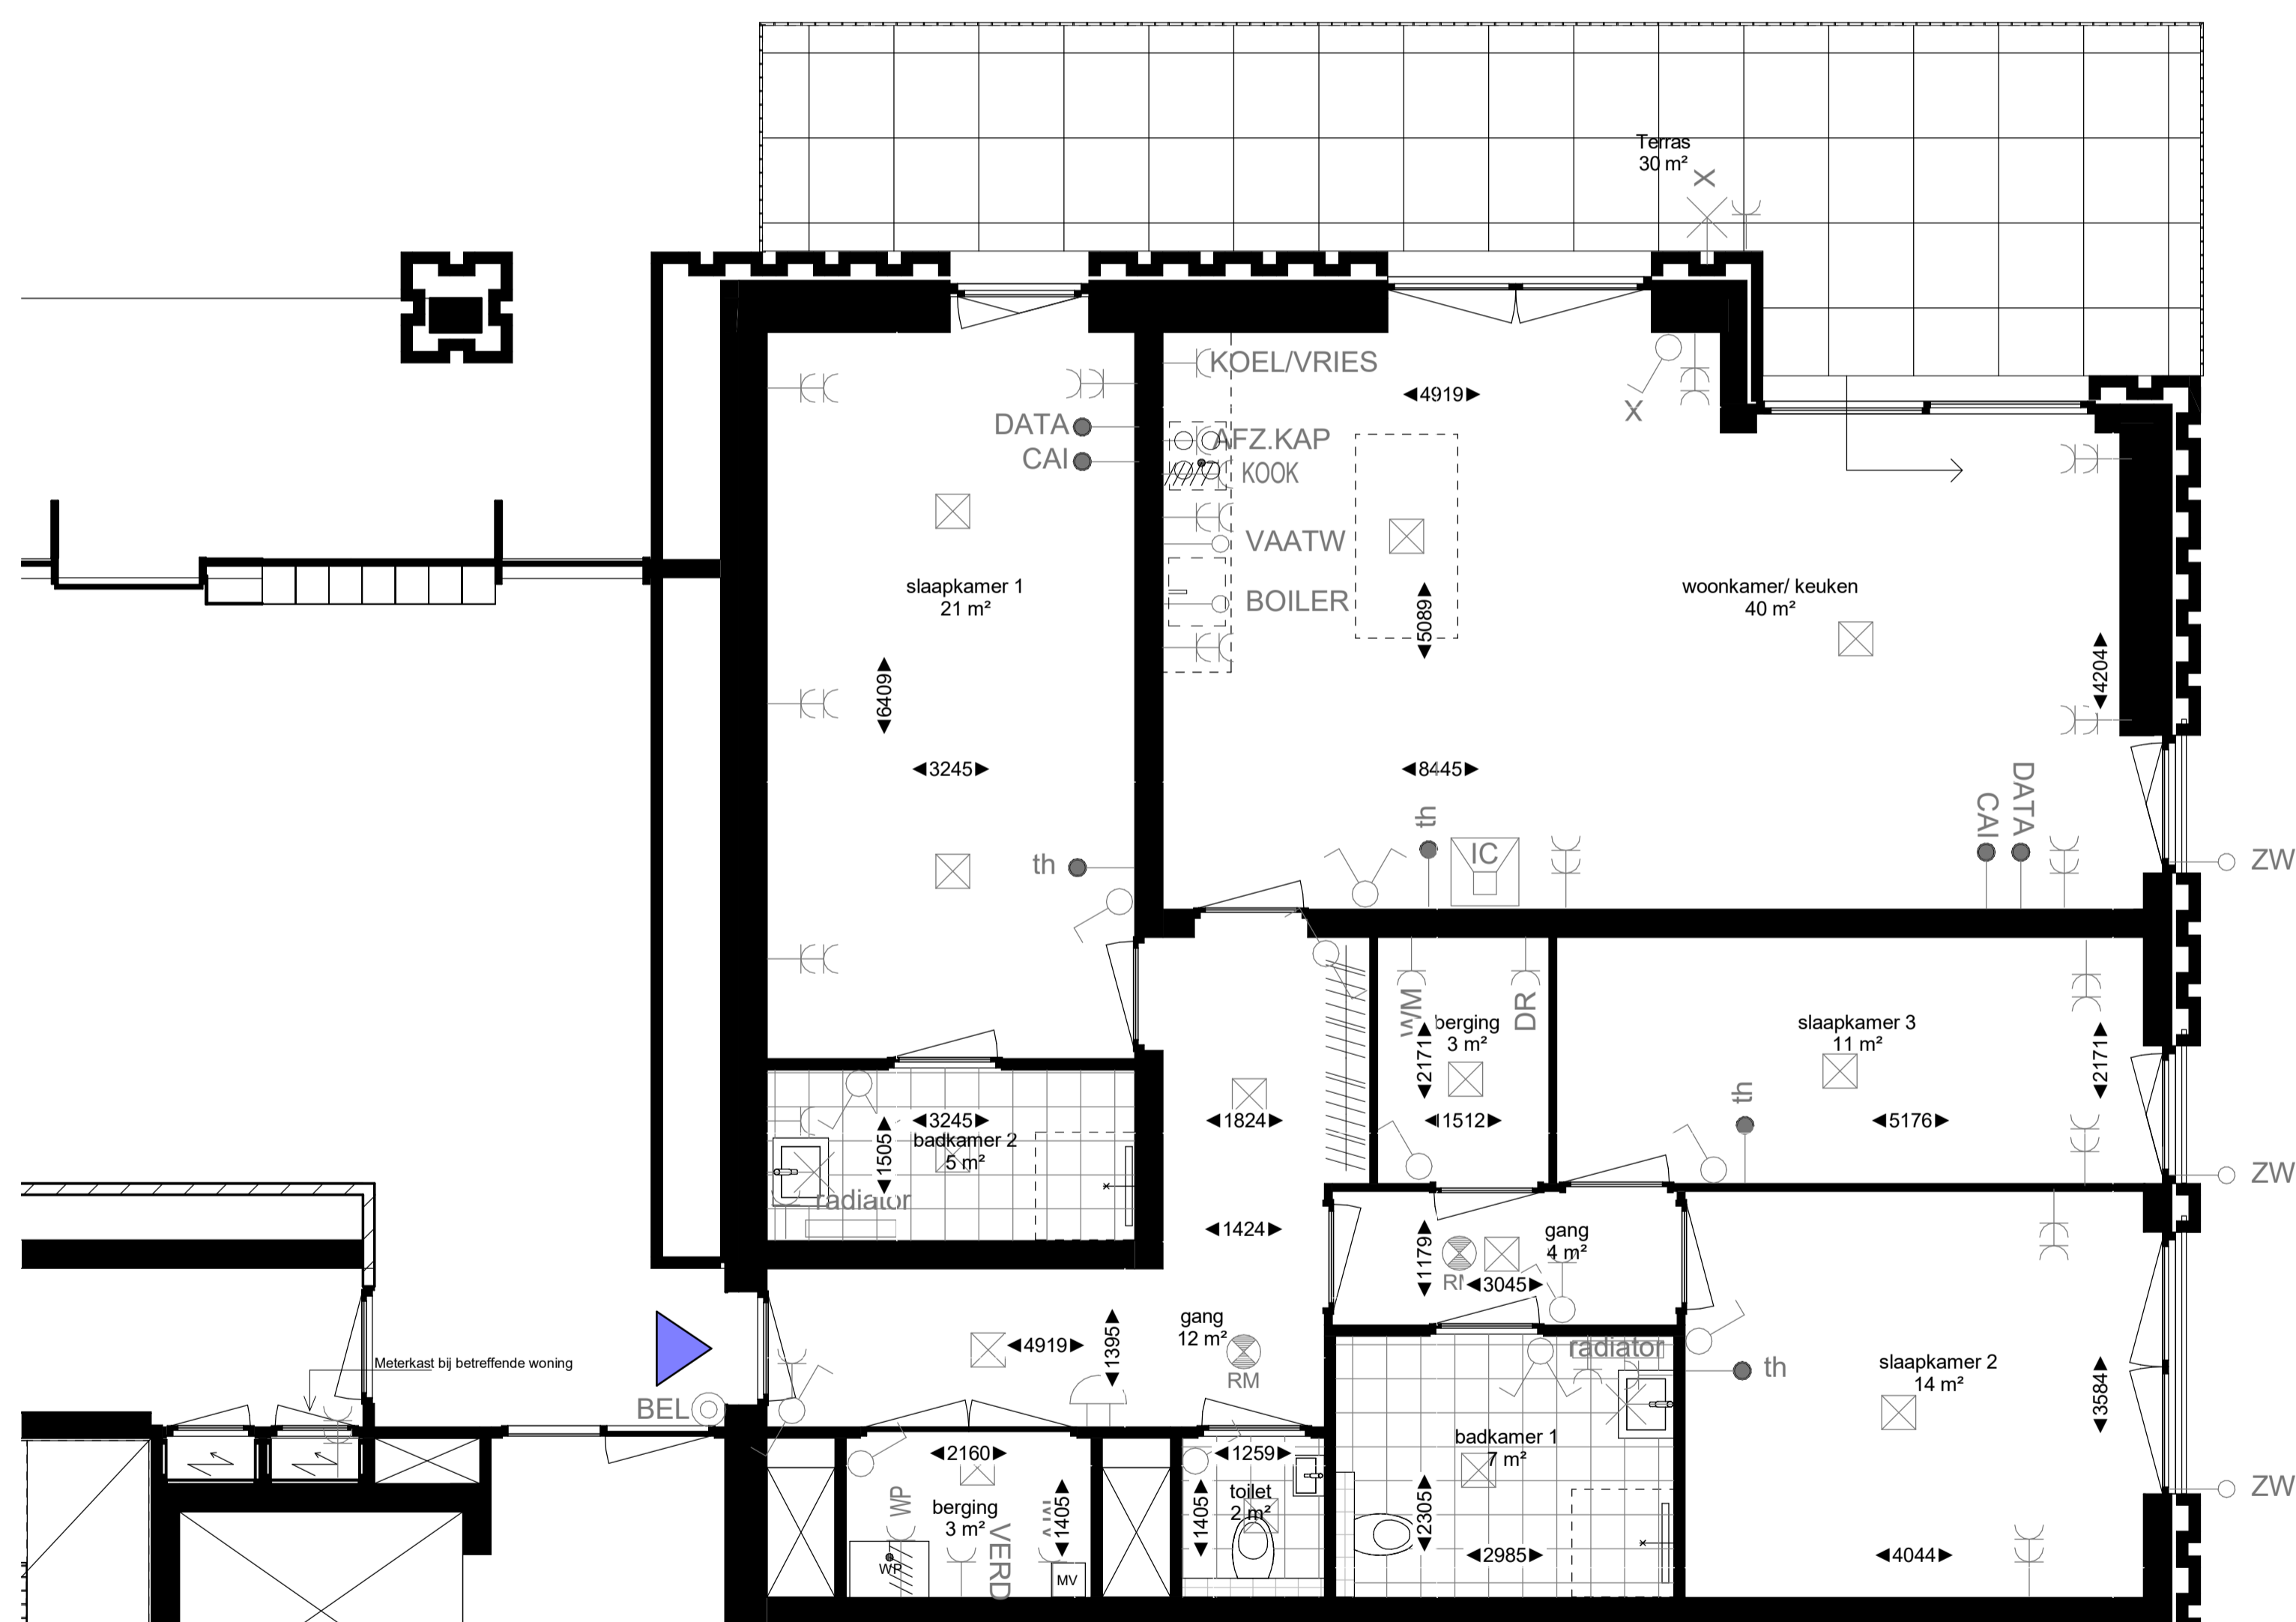 Terras
30 m²
X
KOEL/VRIES
4919
X
DATA
AFZ.KAP
CAI
KOOK
VAATW
slaapkamer 1
21 m²
BOILER
5089
woonkamer/ keuken
40 m²
4204
6409
3245
8445
DATA
CAI
th
th
IC
ZW
WM
DR
berging
3 m²
2171
slaapkamer 3
11 m²
2171
th
3245
badkamer 2
5 m²
1505
1824
1512
5176
ZW
radiator
1424
gang
4 m²
1179
3045
gang
12 m²
4919
1395
RM
radiator
th
slaapkamer 2
14 m²
3584
Meterkast bij betreffende woning
BEL
2160
1259
badkamer 1
7 m²
WP
berging
3 m²
1405
1405
toilet
2 m²
2305
ZW
VERD
WP
MV
2985
4044